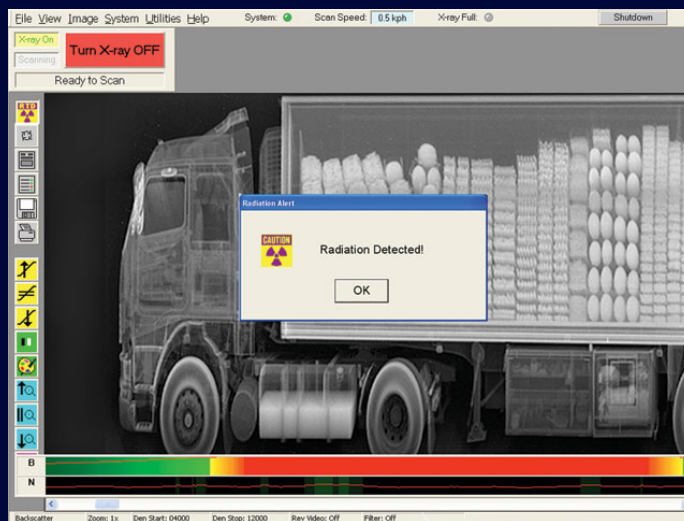 File View Image System Utilities Help System: Scan Speed: 0.5 kph X-ray Full: Shutdown
X-ray On
Turn X-ray OFF
Scanning
Ready to Scan
RTD
Radiation Alert
CAUTION
Radiation Detected!
OK
B
N
Backscatter Zoom: 1x Den Start: 04000 Den Stop: 12000 Rev Video: Off Filter: Off